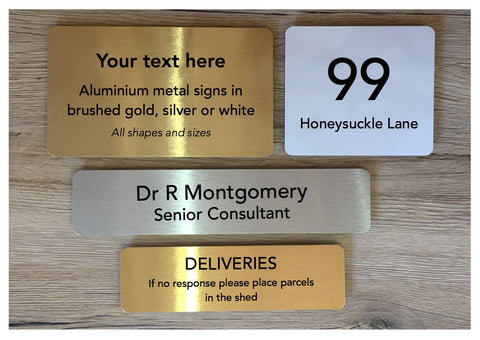 Your text here
Aluminium metal signs in
brushed gold, silver or white
All shapes and sizes
99
Honeysuckle Lane
Dr R Montgomery
Senior Consultant
DELIVERIES
If no response please place parcels
in the shed